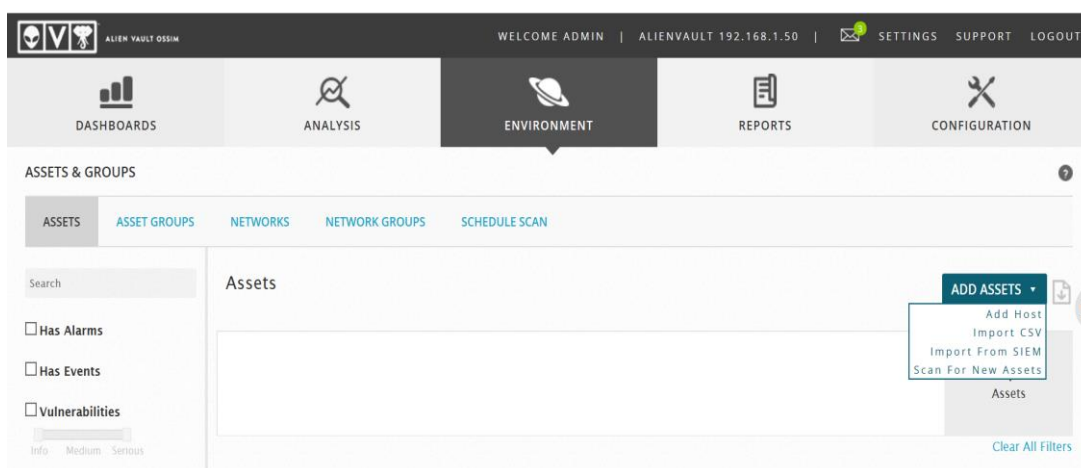 ALIEN VAULT OSSIM
WELCOME ADMIN | ALIENVAULT 192.168.1.50 | 3 SETTINGS SUPPORT LOGOUT
DASHBOARDS ANALYSIS ENVIRONMENT REPORTS CONFIGURATION
ASSETS & GROUPS ?
ASSETS ASSET GROUPS NETWORKS NETWORK GROUPS SCHEDULE SCAN
Search
Assets
ADD ASSETS
Add Host
Import CSV
Import From SIEM
Scan For New Assets
Has Alarms
Has Events
Vulnerabilities
Info Medium Serious
Assets
Clear All Filters